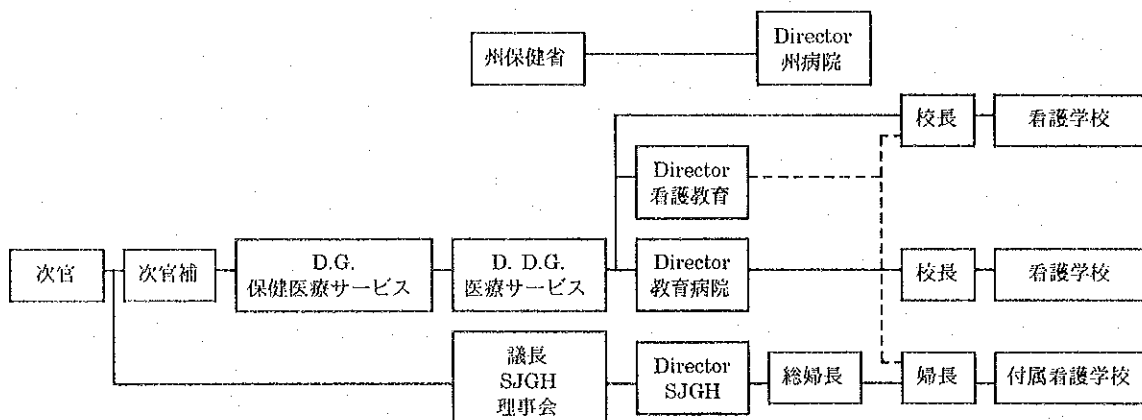 州保健省
Director
州病院
校長
看護学校
Director
看護教育
次官
次官補
D.G.
保健医療サービス
D. D.G.
医療サービス
Director
教育病院
校長
看護学校
議長
SJGH
理事会
Director
SJGH
総婦長
婦長
付属看護学校